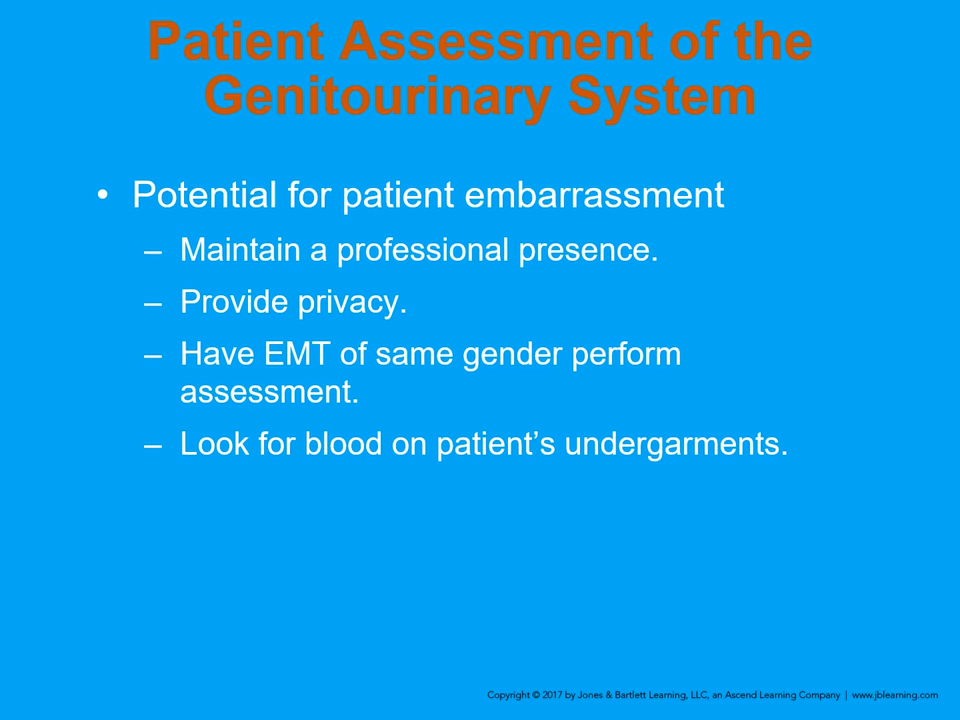 Patient Assessment of the
Genitourinary System
• Potential for patient embarrassment
– Maintain a professional presence.
– Provide privacy.
– Have EMT of same gender perform
assessment.
– Look for blood on patient’s undergarments.
Copyright © 2017 by Jones & Bartlett Learning, LLC, an Ascend Learning Company | www.jblearning.com